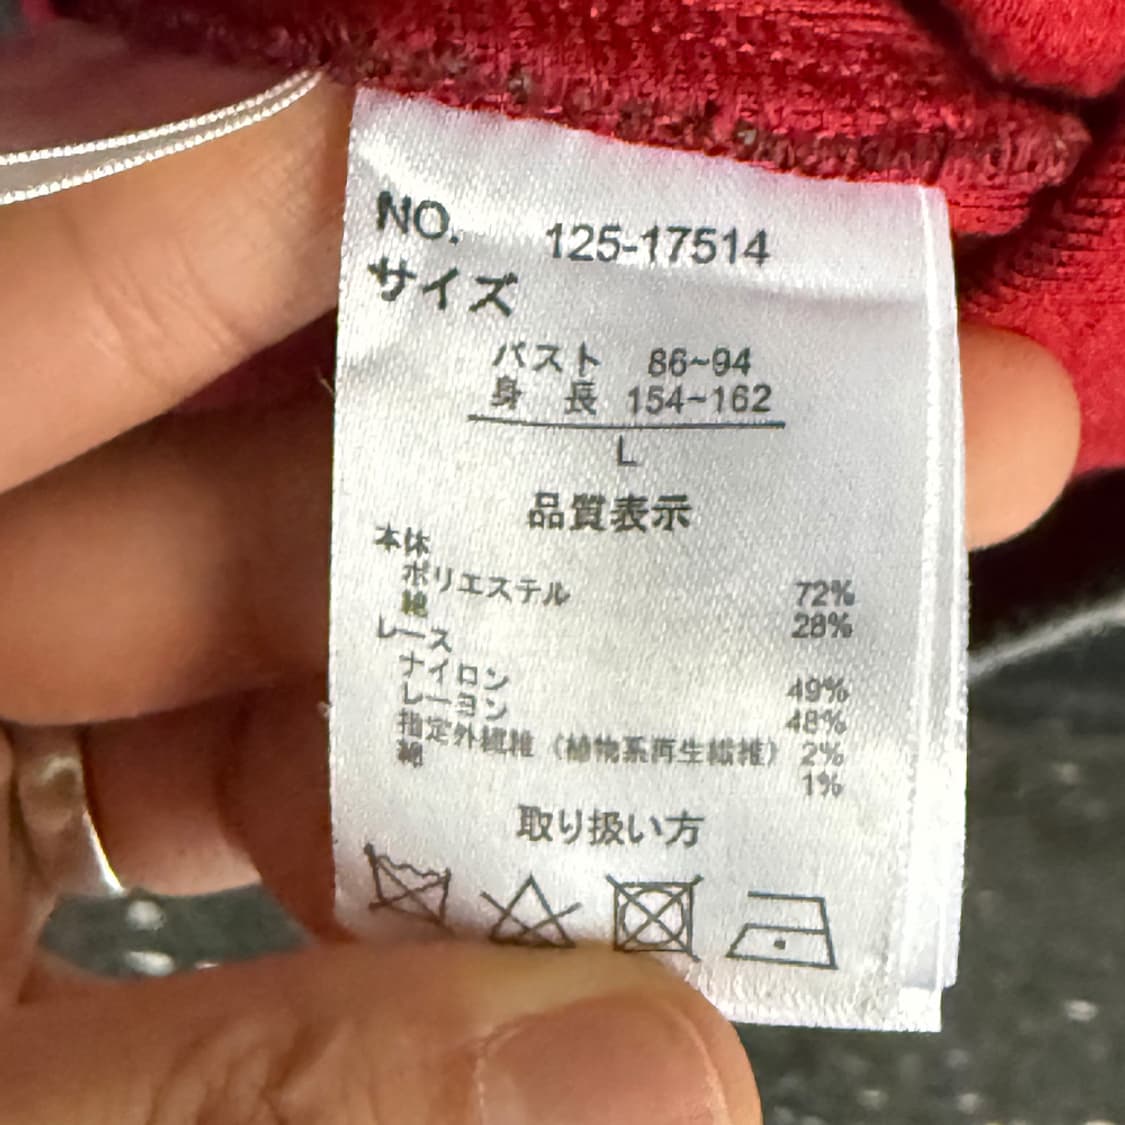 NO. 125-17514
サイズ
バスト 86~94
身 長 154~162
L
品質表示
本体
ポリエステル 72%
綿 28%
レース
ナイロン 49%
レーヨン 48%
指定外繊維(植物系再生繊維) 2%
綿 1%
取り扱い方